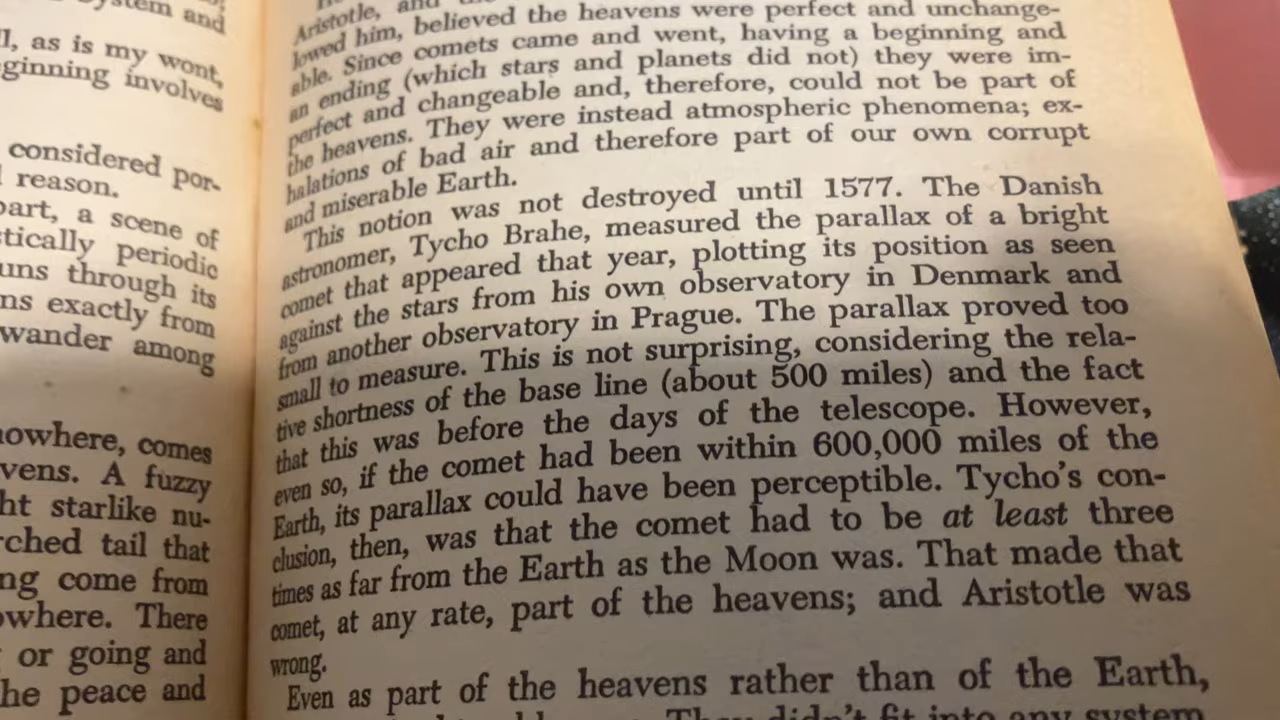 ystem and
l, as is my wont,
ginning involves
considered por-
reason.
part, a scene of
tically periodic
uns through its
ns exactly from
wander among
nowhere, comes
vens. A fuzzy
ht starlike nu-
rched tail that
ng come from
owhere. There
or going and
he peace and
Aristotle, and
lowed him, believed the heavens were perfect and unchange-
able. Since comets came and went, having a beginning and
an ending (which stars and planets did not) they were im-
perfect and changeable and, therefore, could not be part of
the heavens. They were instead atmospheric phenomena; ex-
halations of bad air and therefore part of our own corrupt
and miserable Earth.
This notion was not destroyed until 1577. The Danish
astronomer, Tycho Brahe, measured the parallax of a bright
comet that appeared that year, plotting its position as seen
against the stars from his own observatory in Denmark and
from another observatory in Prague. The parallax proved too
small to measure. This is not surprising, considering the rela-
tive shortness of the base line (about 500 miles) and the fact
that this was before the days of the telescope. However,
even so, if the comet had been within 600,000 miles of the
Earth, its parallax could have been perceptible. Tycho's con-
clusion, then, was that the comet had to be at least three
times as far from the Earth as the Moon was. That made that
comet, at any rate, part of the heavens; and Aristotle was
wrong.
Even as part of the heavens rather than of the Earth,
They didn't fit into any system